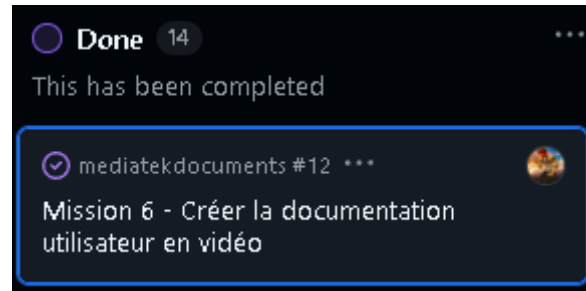 Done 14
This has been completed
mediatekdocuments #12
Mission 6 - Créer la documentation
utilisateur en vidéo